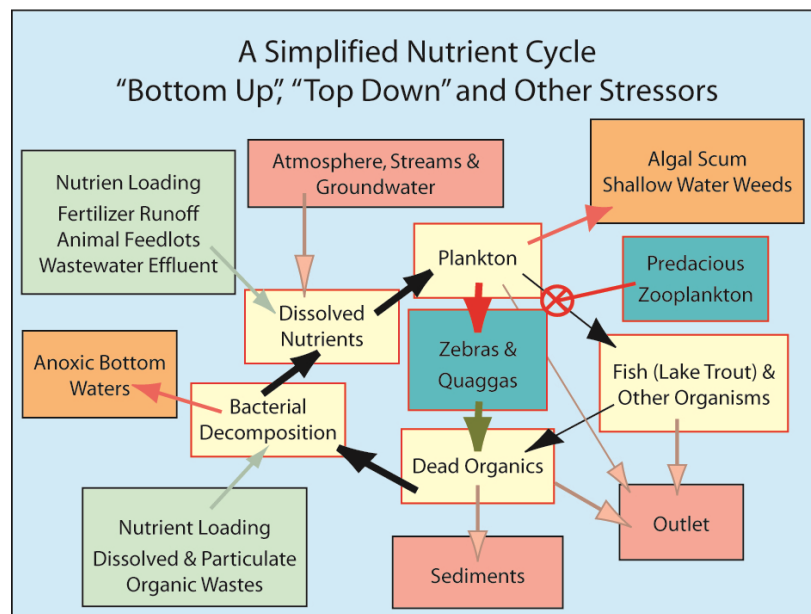 A Simplified Nutrient Cycle
“Bottom Up”, “Top Down” and Other Stressors
Nutrien Loading
Fertilizer Runoff
Animal Feedlots
Wastewater Effluent
Atmosphere, Streams &
Groundwater
Algal Scum
Shallow Water Weeds
Plankton
Predacious
Zooplankton
Dissolved
Nutrients
Zebras &
Quaggas
Anoxic Bottom
Waters
Fish (Lake Trout) &
Other Organisms
Bacterial
Decomposition
Dead Organics
Nutrient Loading
Dissolved & Particulate
Organic Wastes
Sediments
Outlet